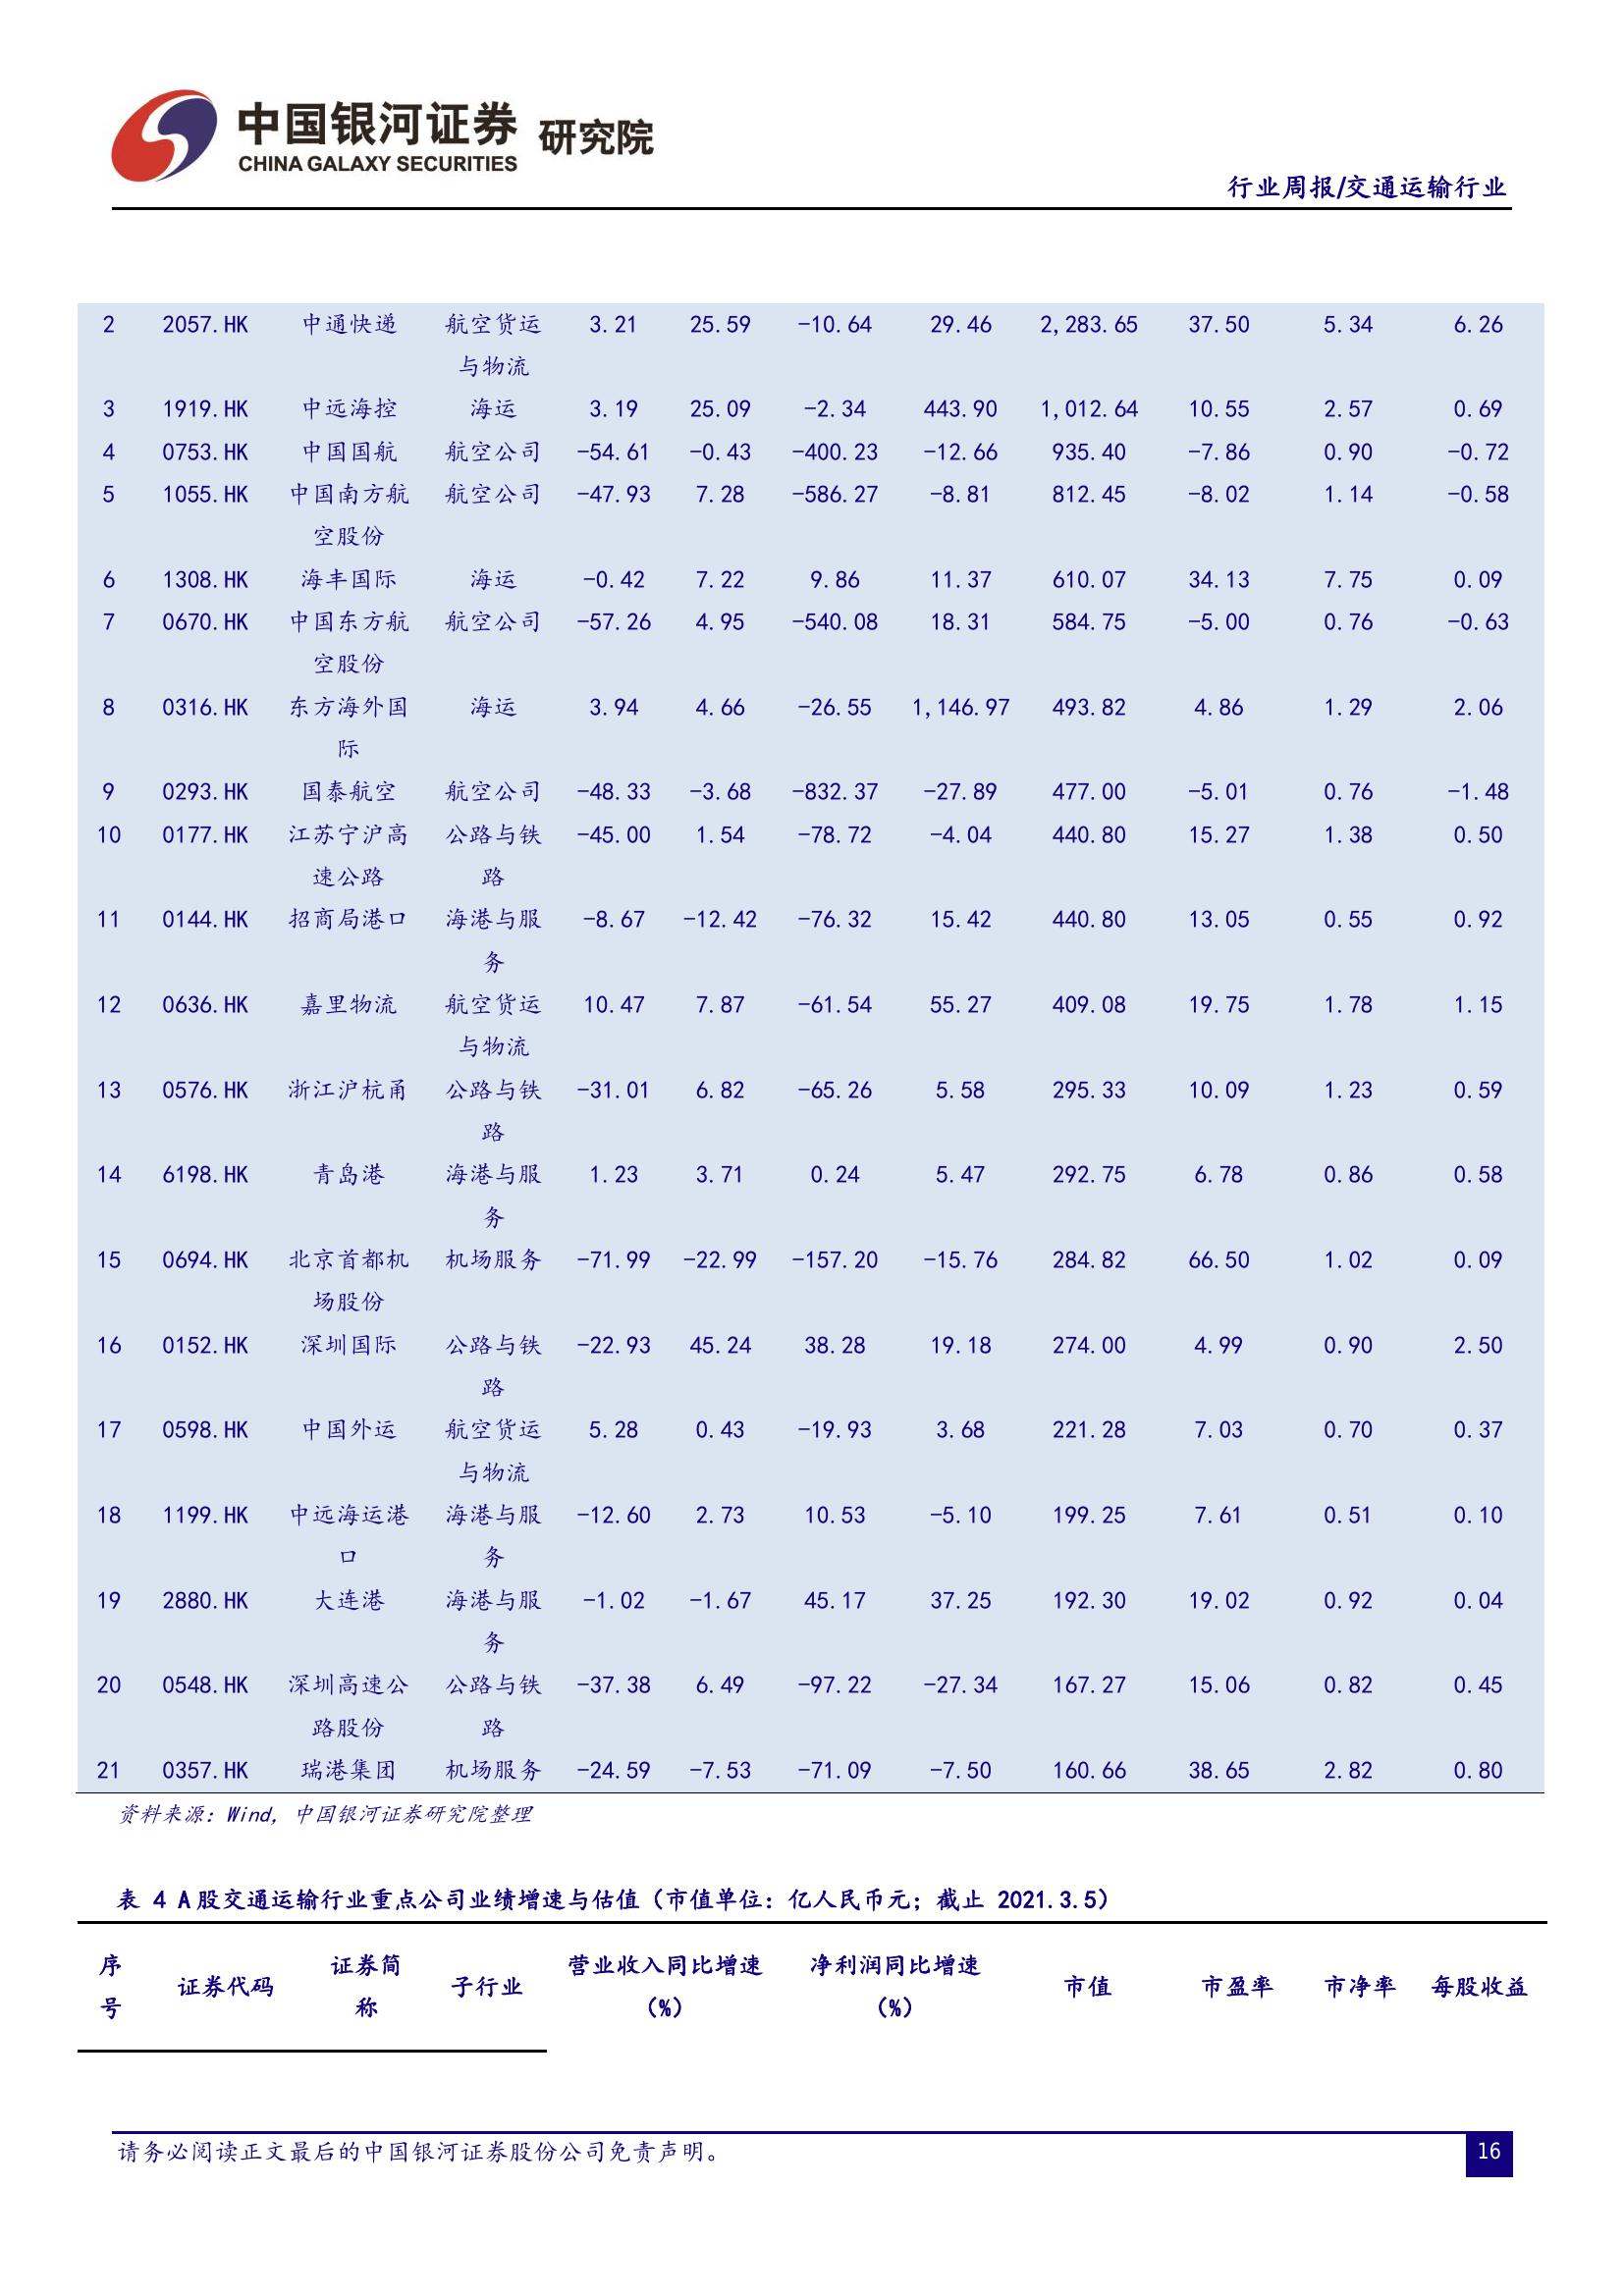 中国银河证券 研究院
CHINA GALAXY SECURITIES
行业周报/交通运输行业
2 2057.HK 中通快递 航空货运 3.21 25.59 -10.64 29.46 2,283.65 37.50 5.34 6.26
与物流
3 1919.HK 中远海控 海运 3.19 25.09 -2.34 443.90 1,012.64 10.55 2.57 0.69
4 0753.HK 中国国航 航空公司 -54.61 -0.43 -400.23 -12.66 935.40 -7.86 0.90 -0.72
5 1055.HK 中国南方航 航空公司 -47.93 7.28 -586.27 -8.81 812.45 -8.02 1.14 -0.58
空股份
6 1308.HK 海丰国际 海运 -0.42 7.22 9.86 11.37 610.07 34.13 7.75 0.09
7 0670.HK 中国东方航 航空公司 -57.26 4.95 -540.08 18.31 584.75 -5.00 0.76 -0.63
空股份
8 0316.HK 东方海外国 海运 3.94 4.66 -26.55 1,146.97 493.82 4.86 1.29 2.06
际
9 0293.HK 国泰航空 航空公司 -48.33 -3.68 -832.37 -27.89 477.00 -5.01 0.76 -1.48
10 0177.HK 江苏宁沪高 公路与铁 -45.00 1.54 -78.72 -4.04 440.80 15.27 1.38 0.50
速公路 路
11 0144.HK 招商局港口 海港与服 -8.67 -12.42 -76.32 15.42 440.80 13.05 0.55 0.92
务
12 0636.HK 嘉里物流 航空货运 10.47 7.87 -61.54 55.27 409.08 19.75 1.78 1.15
与物流
13 0576.HK 浙江沪杭甬 公路与铁 -31.01 6.82 -65.26 5.58 295.33 10.09 1.23 0.59
路
14 6198.HK 青岛港 海港与服 1.23 3.71 0.24 5.47 292.75 6.78 0.86 0.58
务
15 0694.HK 北京首都机 机场服务 -71.99 -22.99 -157.20 -15.76 284.82 66.50 1.02 0.09
场股份
16 0152.HK 深圳国际 公路与铁 -22.93 45.24 38.28 19.18 274.00 4.99 0.90 2.50
路
17 0598.HK 中国外运 航空货运 5.28 0.43 -19.93 3.68 221.28 7.03 0.70 0.37
与物流
18 1199.HK 中远海运港 海港与服 -12.60 2.73 10.53 -5.10 199.25 7.61 0.51 0.10
口 务
19 2880.HK 大连港 海港与服 -1.02 -1.67 45.17 37.25 192.30 19.02 0.92 0.04
务
20 0548.HK 深圳高速公 公路与铁 -37.38 6.49 -97.22 -27.34 167.27 15.06 0.82 0.45
路股份 路
21 0357.HK 瑞港集团 机场服务 -24.59 -7.53 -71.09 -7.50 160.66 38.65 2.82 0.80
资料来源：Wind，中国银河证券研究院整理
表 4 A 股交通运输行业重点公司业绩增速与估值（市值单位：亿人民币元；截止 2021.3.5）
序 证券简 营业收入同比增速 净利润同比增速
证券代码 子行业 市值 市盈率 市净率 每股收益
号 称 （%） （%）
请务必阅读正文最后的中国银河证券股份公司免责声明。
16